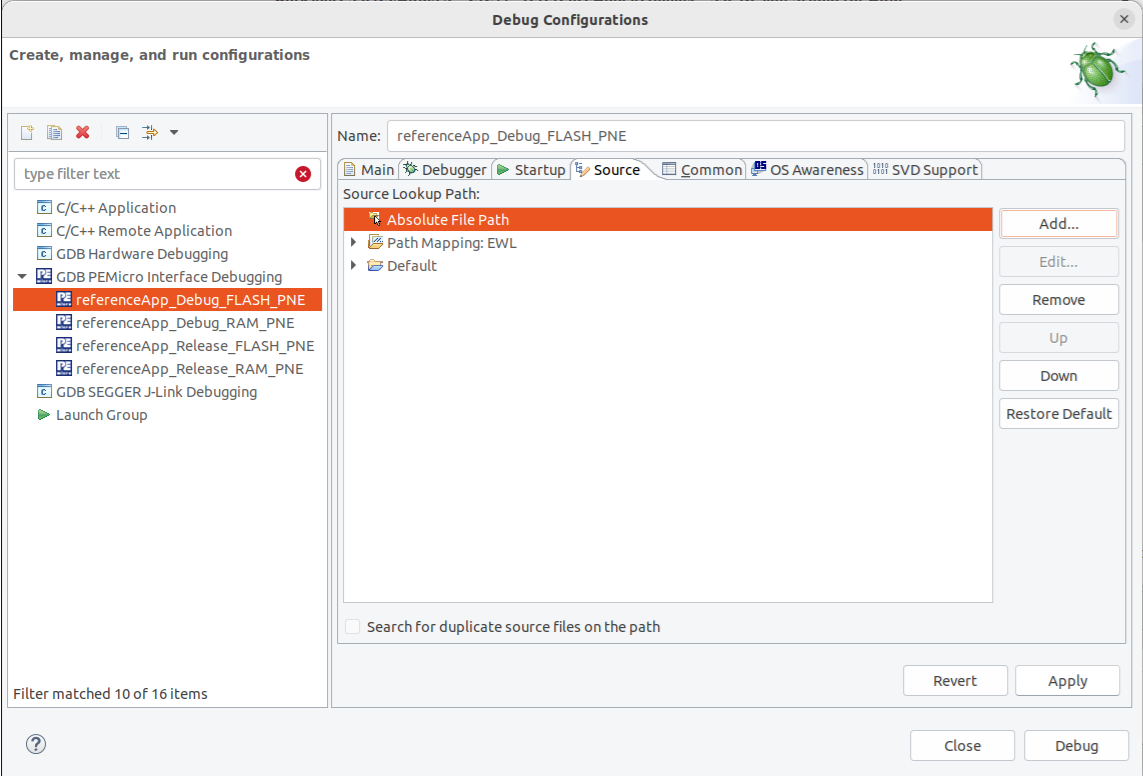 Debug Configurations
Create, manage, and run configurations
type filter text
C/C++ Application
C/C++ Remote Application
GDB Hardware Debugging
GDB PEMicro Interface Debugging
referenceApp_Debug_FLASH_PNE
referenceApp_Debug_RAM_PNE
referenceApp_Release_FLASH_PNE
referenceApp_Release_RAM_PNE
GDB SEGGER J-Link Debugging
Launch Group
Filter matched 10 of 16 items
Name: referenceApp_Debug_FLASH_PNE
Main Debugger Startup Source Common OS Awareness SVD Support
Source Lookup Path:
Absolute File Path
Path Mapping: EWL
Default
Add...
Edit...
Remove
Up
Down
Restore Default
Search for duplicate source files on the path
Revert Apply
Close Debug